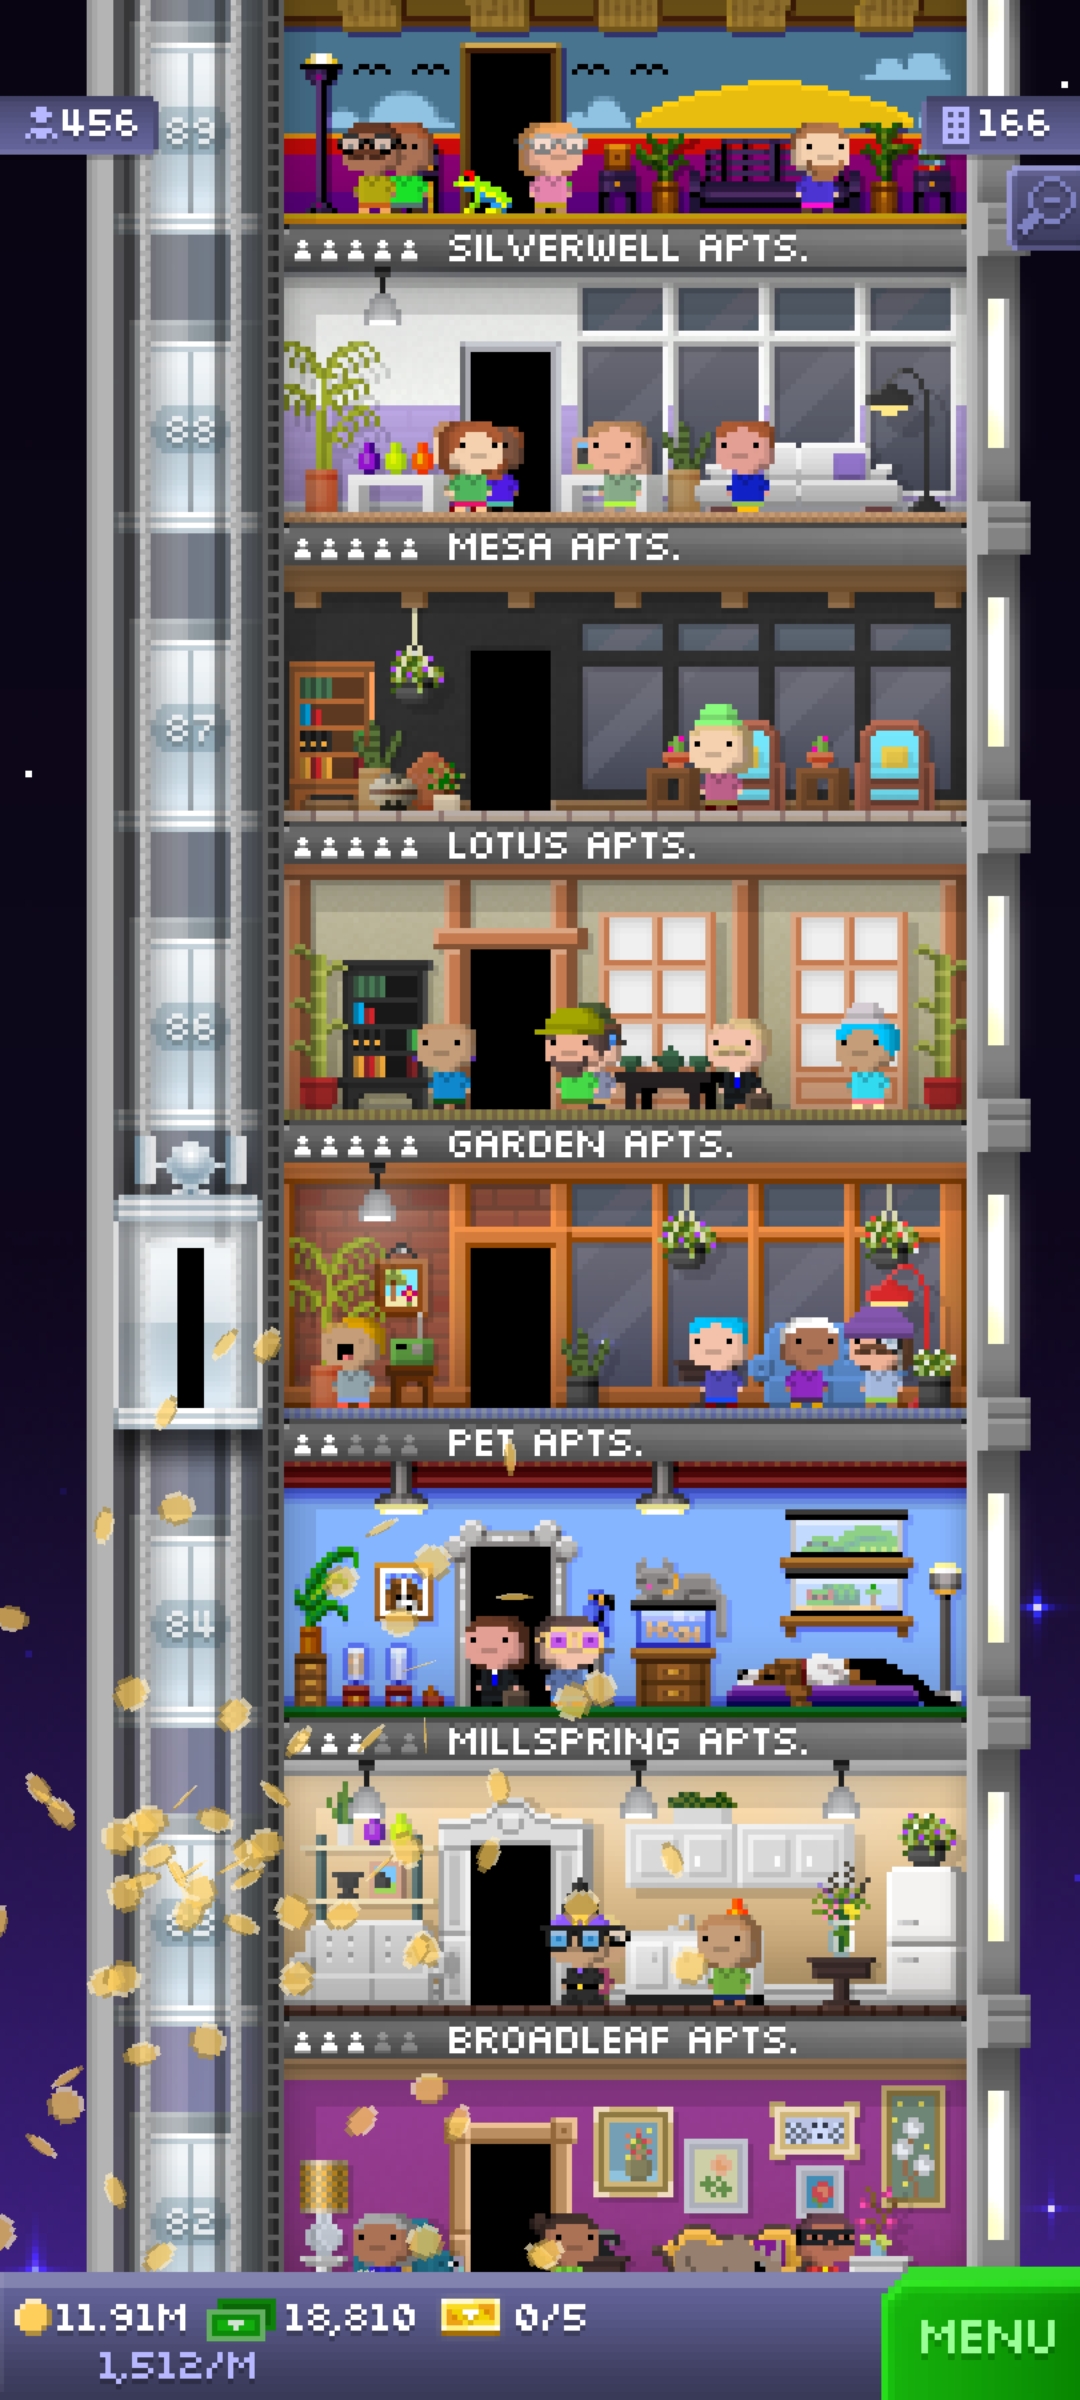 89
456
166
SILVERWELL APTS.
88
MESA APTS.
87
LOTUS APTS.
86
GARDEN APTS.
PET APTS.
84
MILLSPRING APTS.
BROADLEAF APTS.
82
11.91M 18,810 0/5
1,512/M
MENU